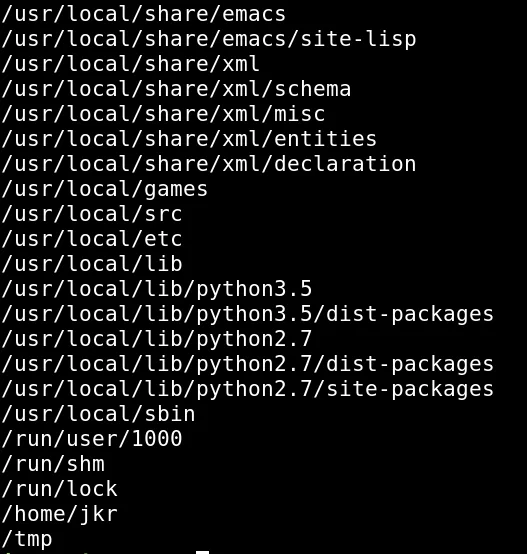 /usr/local/share/emacs
/usr/local/share/emacs/site-lisp
/usr/local/share/xml
/usr/local/share/xml/schema
/usr/local/share/xml/misc
/usr/local/share/xml/entities
/usr/local/share/xml/declaration
/usr/local/games
/usr/local/src
/usr/local/etc
/usr/local/lib
/usr/local/lib/python3.5
/usr/local/lib/python3.5/dist-packages
/usr/local/lib/python2.7
/usr/local/lib/python2.7/dist-packages
/usr/local/lib/python2.7/site-packages
/usr/local/sbin
/run/user/1000
/run/shm
/run/lock
/home/jkr
/tmp